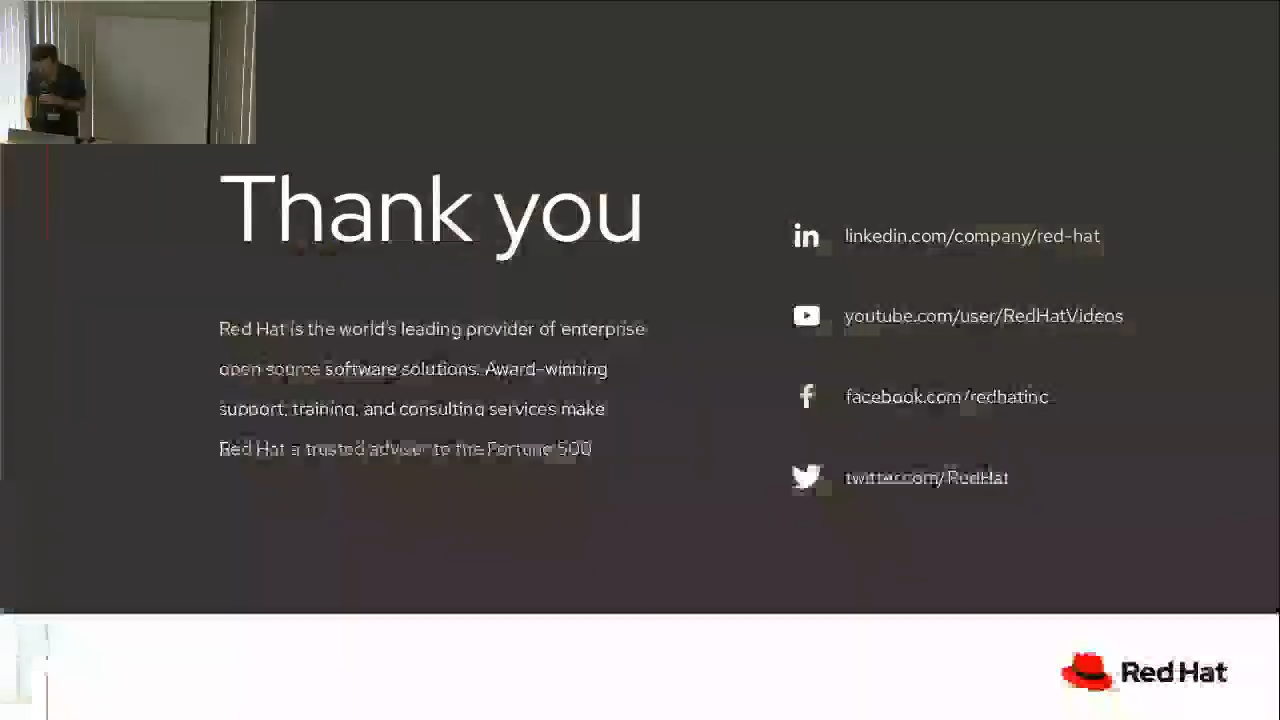 Thank you
Red Hat is the world's leading provider of enterprise
open source software solutions. Award-winning
support, training, and consulting services make
Red Hat a trusted adviser to the Fortune 500
linkedin.com/company/red-hat
youtube.com/user/RedHatVideos
facebook.com/redhatinc
twitter.com/RedHat
Red Hat